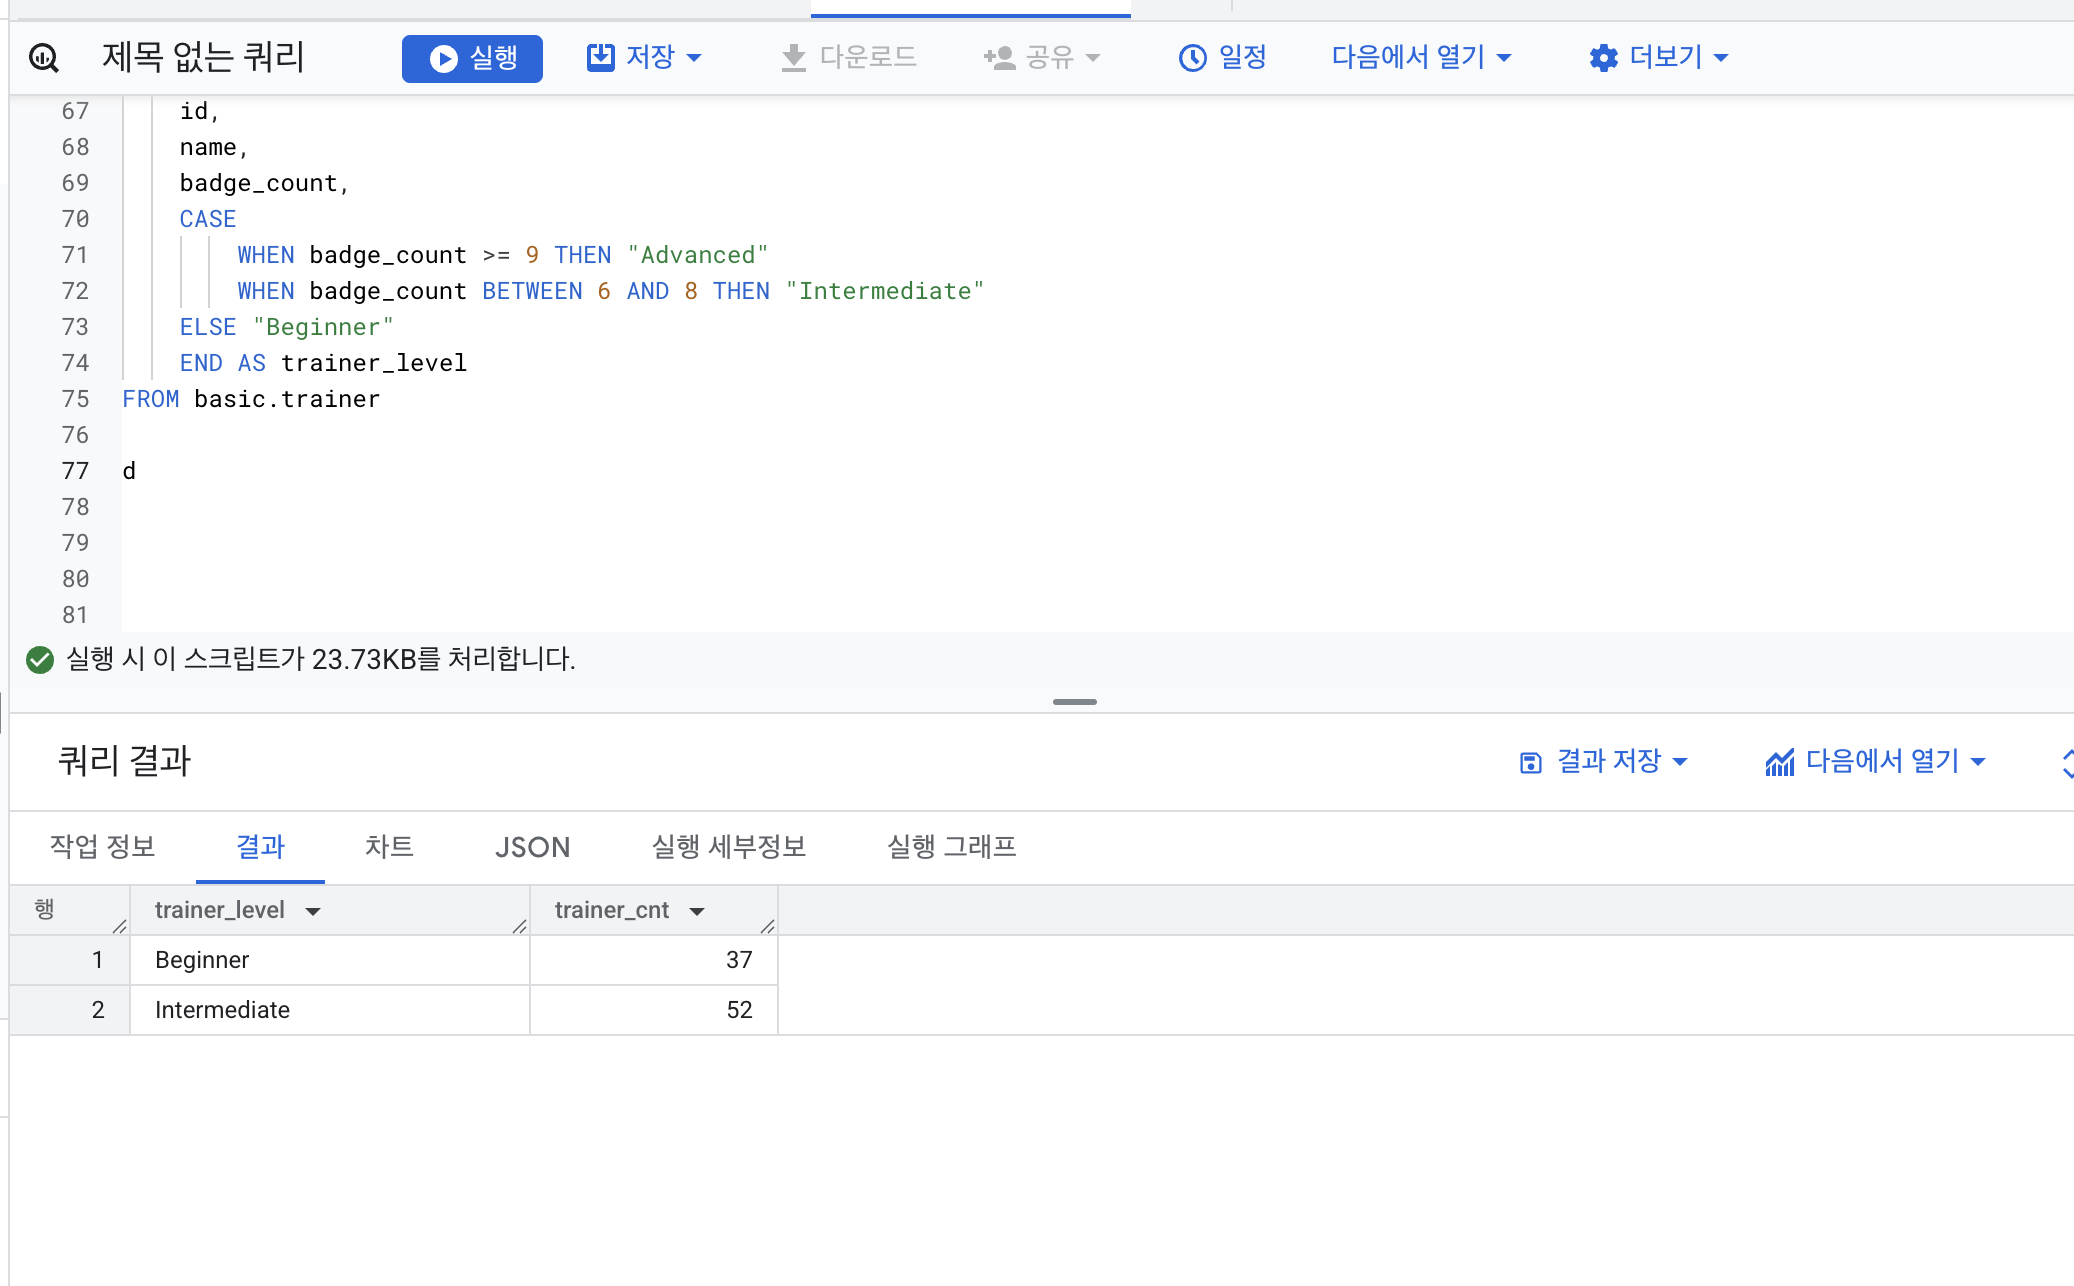 제목 없는 쿼리 실행 저장 다운로드 공유 일정 다음에서 열기 더보기
67 id,
68 name,
69 badge_count,
70 CASE
71 WHEN badge_count >= 9 THEN "Advanced"
72 WHEN badge_count BETWEEN 6 AND 8 THEN "Intermediate"
73 ELSE "Beginner"
74 END AS trainer_level
75 FROM basic.trainer
76
77 d
78
79
80
81
실행 시 이 스크립트가 23.73KB를 처리합니다.
쿼리 결과 결과 저장 다음에서 열기
작업 정보 결과 차트 JSON 실행 세부정보 실행 그래프
행 trainer_level trainer_cnt
1 Beginner 37
2 Intermediate 52